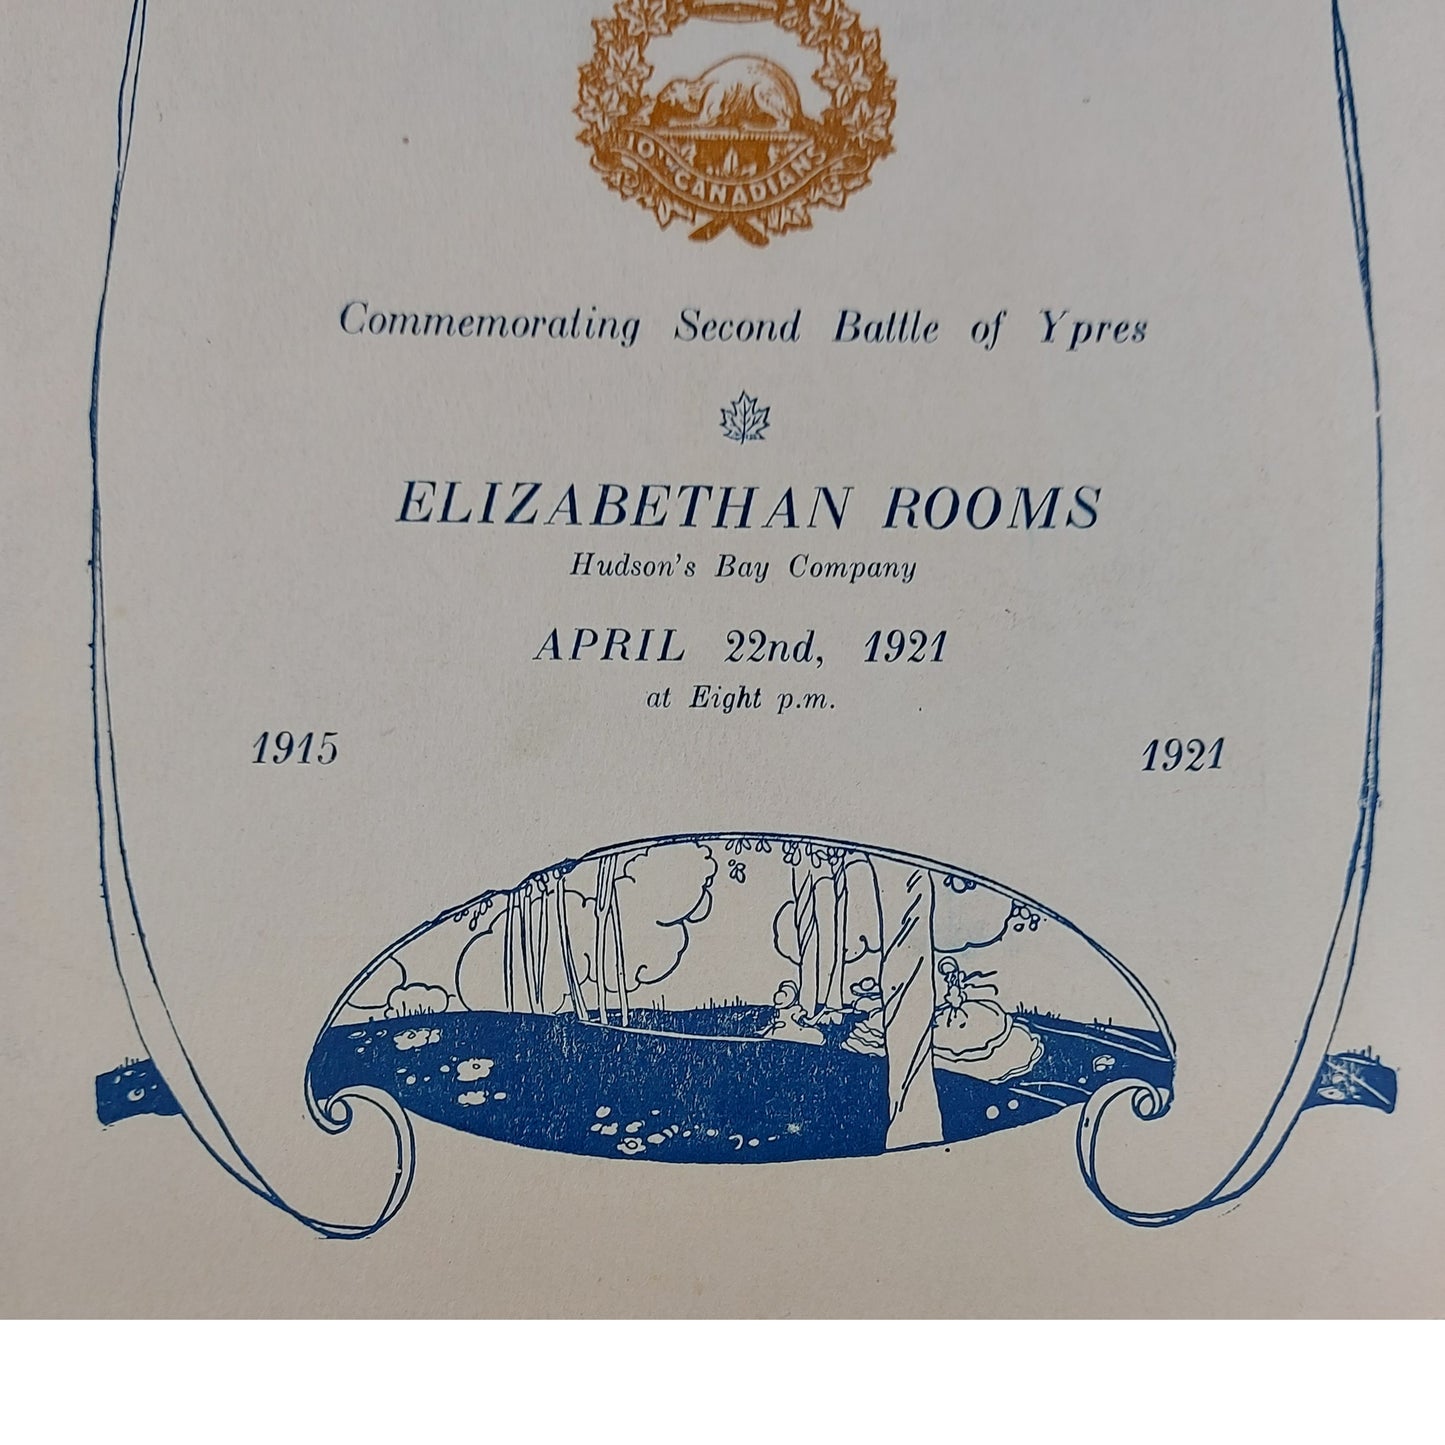 10TH CANADIANS
Commemorating Second Battle of Ypres
ELIZABETHAN ROOMS
Hudson's Bay Company
APRIL 22nd, 1921
at Eight p.m.
1915 1921